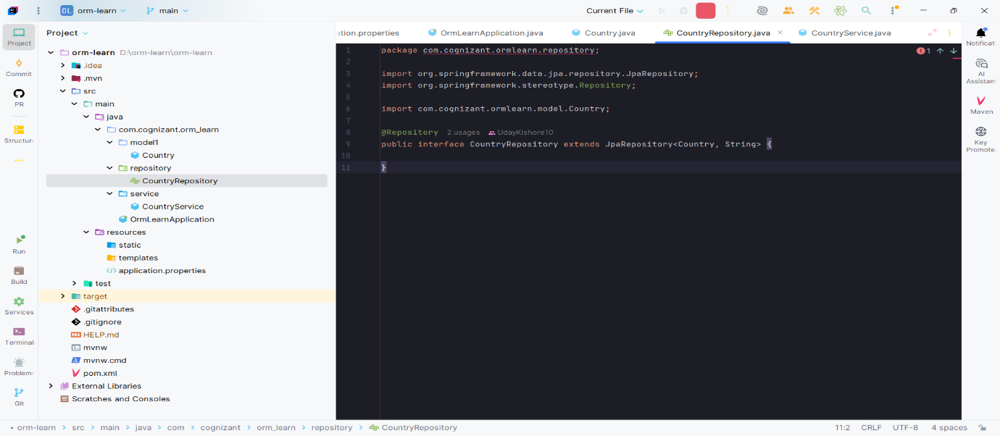 OL orm-learn main Current File
Project
Commit
PR
Structure
Run
Build
Services
Terminal
Problems
Git
Project
orm-learn D:\orm-learn\orm-learn
.idea
.mvn
src
main
java
com.cognizant.orm_learn
model1
Country
repository
CountryRepository
service
CountryService
OrmLearnApplication
resources
static
templates
application.properties
test
target
.gitattributes
.gitignore
HELP.md
mvnw
mvnw.cmd
pom.xml
External Libraries
Scratches and Consoles
ation.properties OrmLearnApplication.java Country.java CountryRepository.java CountryService.java
1 package com.cognizant.ormlearn.repository;
2
3 import org.springframework.data.jpa.repository.JpaRepository;
4 import org.springframework.stereotype.Repository;
5
6 import com.cognizant.ormlearn.model.Country;
7
8 @Repository 2 usages UdayKishore10
9 public interface CountryRepository extends JpaRepository<Country, String> {
10
11 }
1
Notificat
AI
Assistant
Maven
Key
Promote
orm-learn > src > main > java > com > cognizant > orm_learn > repository > CountryRepository
11:2 CRLF UTF-8 4 spaces